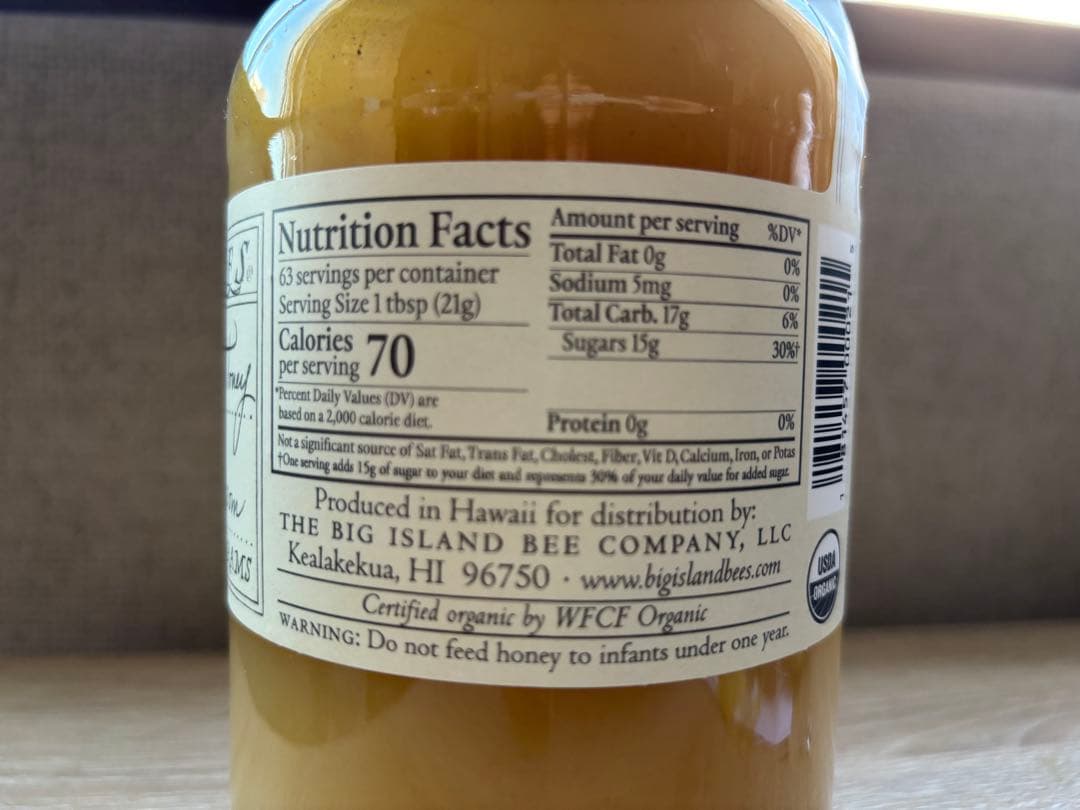 Nutrition Facts
63 servings per container
Serving Size 1 tbsp (21g)
Calories
per serving 70
*Percent Daily Values (DV) are
based on a 2,000 calorie diet.
Amount per serving %DV*
Total Fat 0g 0%
Sodium 5mg 0%
Total Carb. 17g 6%
Sugars 15g 30%†
Protein 0g 0%
Not a significant source of Sat Fat, Trans Fat, Cholest, Fiber, Vit D, Calcium, Iron, or Potas
†One serving adds 15g of sugar to your diet and represents 30% of your daily value for added sugar.
Produced in Hawaii for distribution by:
THE BIG ISLAND BEE COMPANY, LLC
Kealakekua, HI 96750 · www.bigislandbees.com
Certified organic by WFCF Organic
WARNING: Do not feed honey to infants under one year.
USDA
ORGANIC